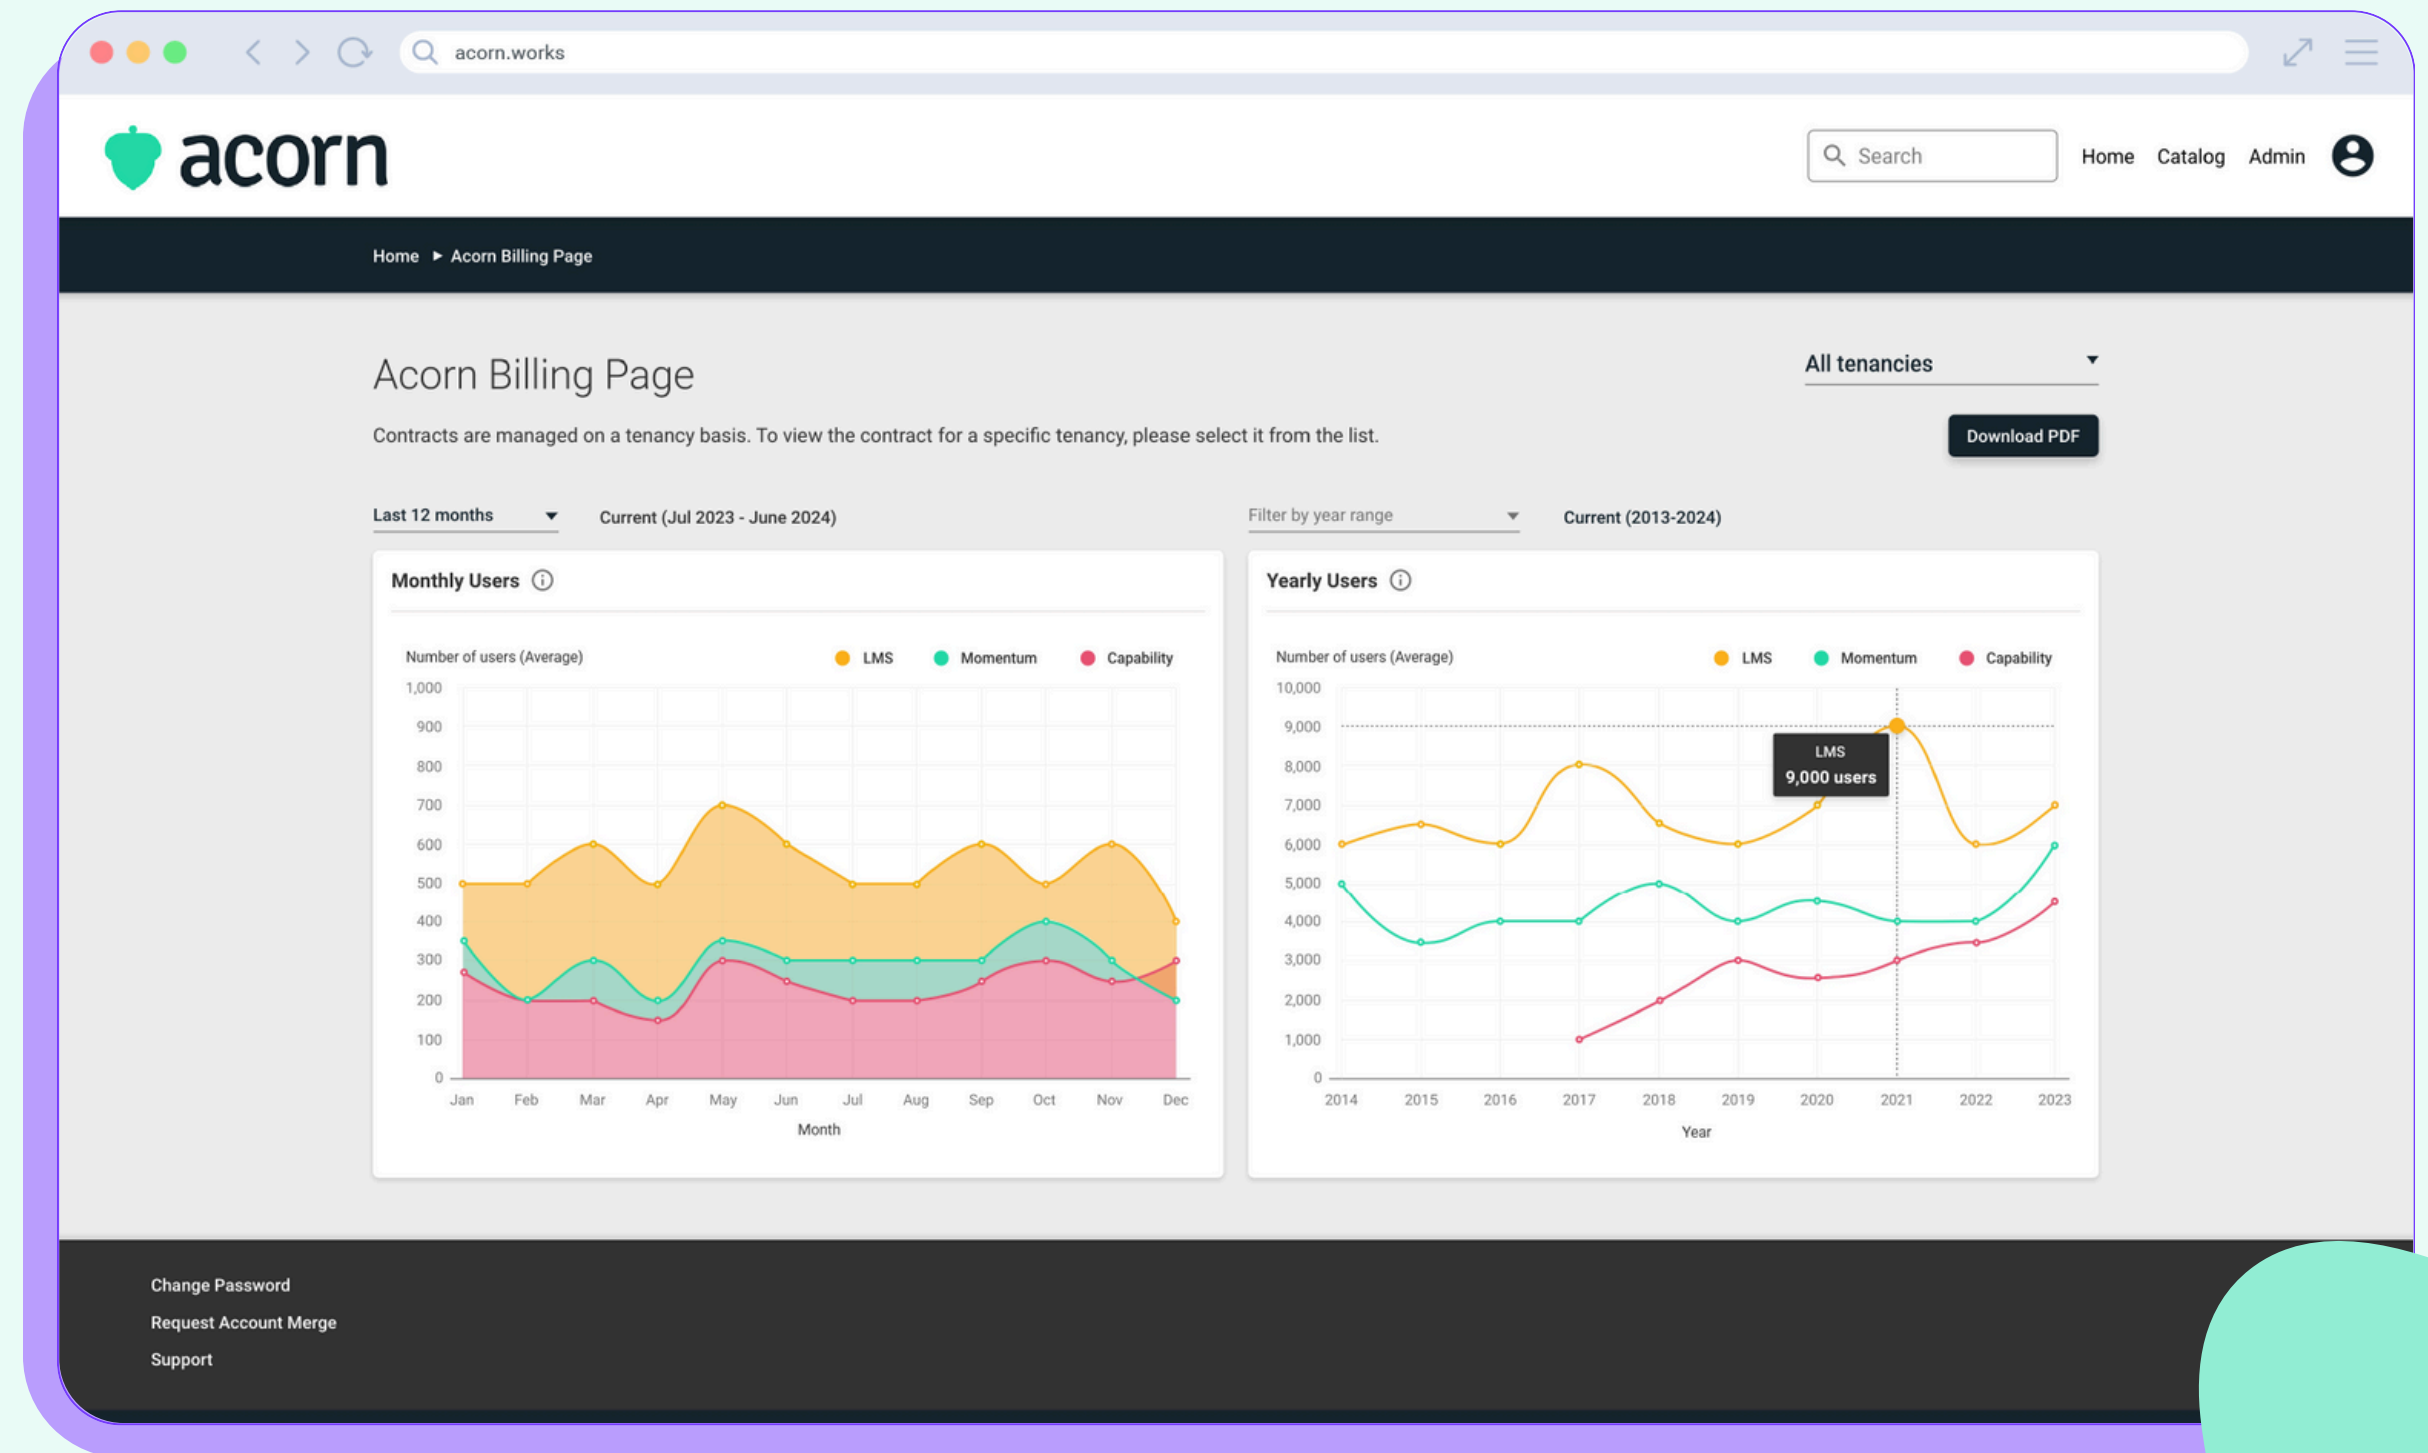 acorn.works
acorn
Search
Home Catalog Admin
Home ▸ Acorn Billing Page
Acorn Billing Page
All tenancies
Contracts are managed on a tenancy basis. To view the contract for a specific tenancy, please select it from the list.
Download PDF
Last 12 months
Current (Jul 2023 - June 2024)
Filter by year range
Current (2013-2024)
Monthly Users
Number of users (Average)
LMS Momentum Capability
1,000
900
800
700
600
500
400
300
200
100
0
Jan Feb Mar Apr May Jun Jul Aug Sep Oct Nov Dec
Month
Yearly Users
Number of users (Average)
LMS Momentum Capability
10,000
9,000
8,000
7,000
6,000
5,000
4,000
3,000
2,000
1,000
0
LMS
9,000 users
2014 2015 2016 2017 2018 2019 2020 2021 2022 2023
Year
Change Password
Request Account Merge
Support